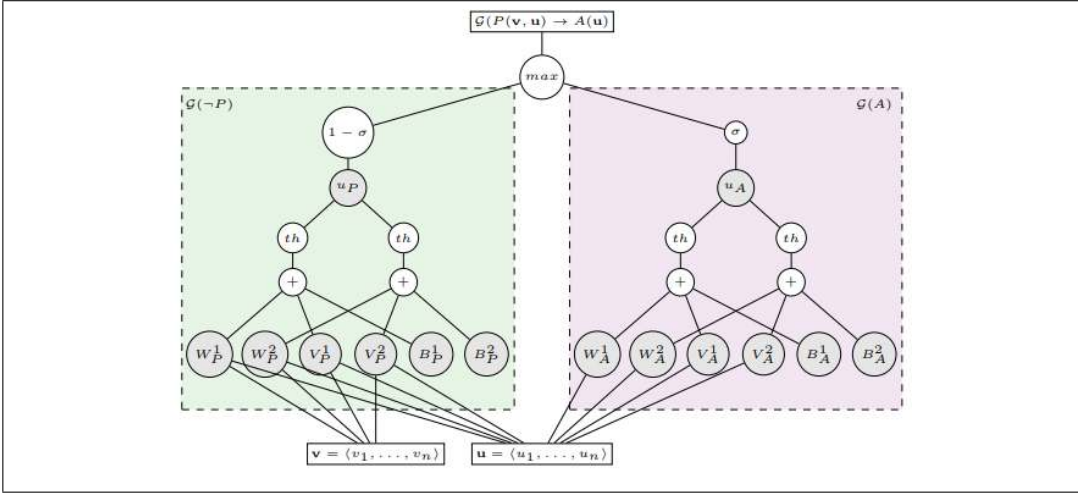 𝒢(P(v, u) → A(u)
max
𝒢(¬P)
𝒢(A)
1 − σ
σ
u_P
u_A
th th th th
+ + + +
W_P^1 W_P^2 V_P^1 V_P^2 B_P^1 B_P^2 W_A^1 W_A^2 V_A^1 V_A^2 B_A^1 B_A^2
v = ⟨v_1, . . . , v_n⟩ u = ⟨u_1, . . . , u_n⟩